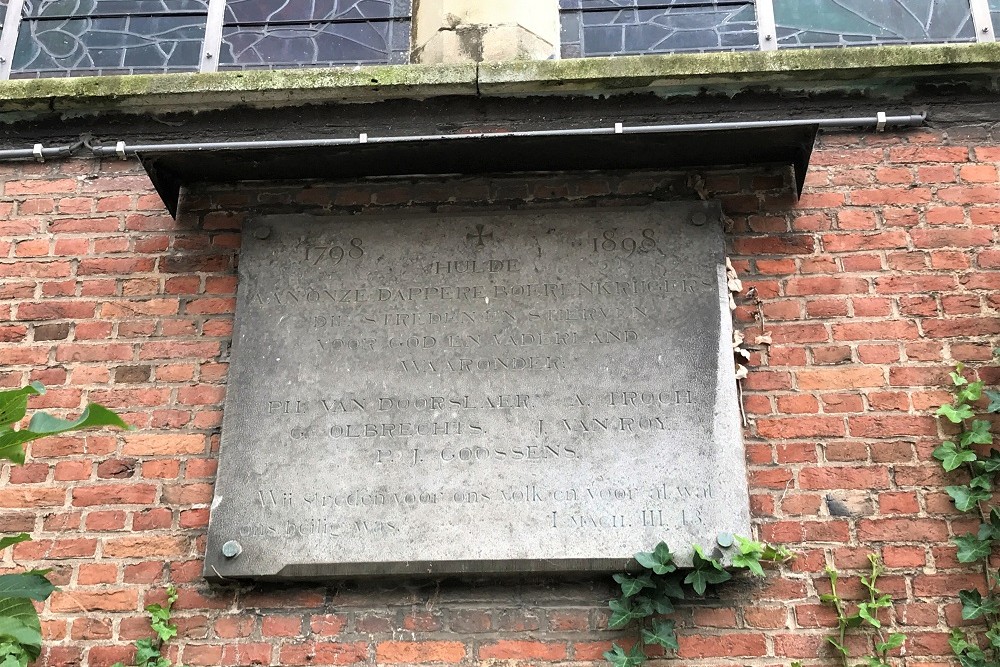 1798 1898
HULDE
AAN ONZE DAPPERE BOERENKRIJGERS
DIE STREDEN EN STIERVEN
VOOR GOD EN VADERLAND
WAARONDER:
PH. VAN DOORSLAER. A. TROCH.
G. OLBRECHTS. J. VAN ROY.
P. J. GOOSSENS.
Wij streden voor ons volk en voor al wat
ons heilig was. I MACH. III, 13.